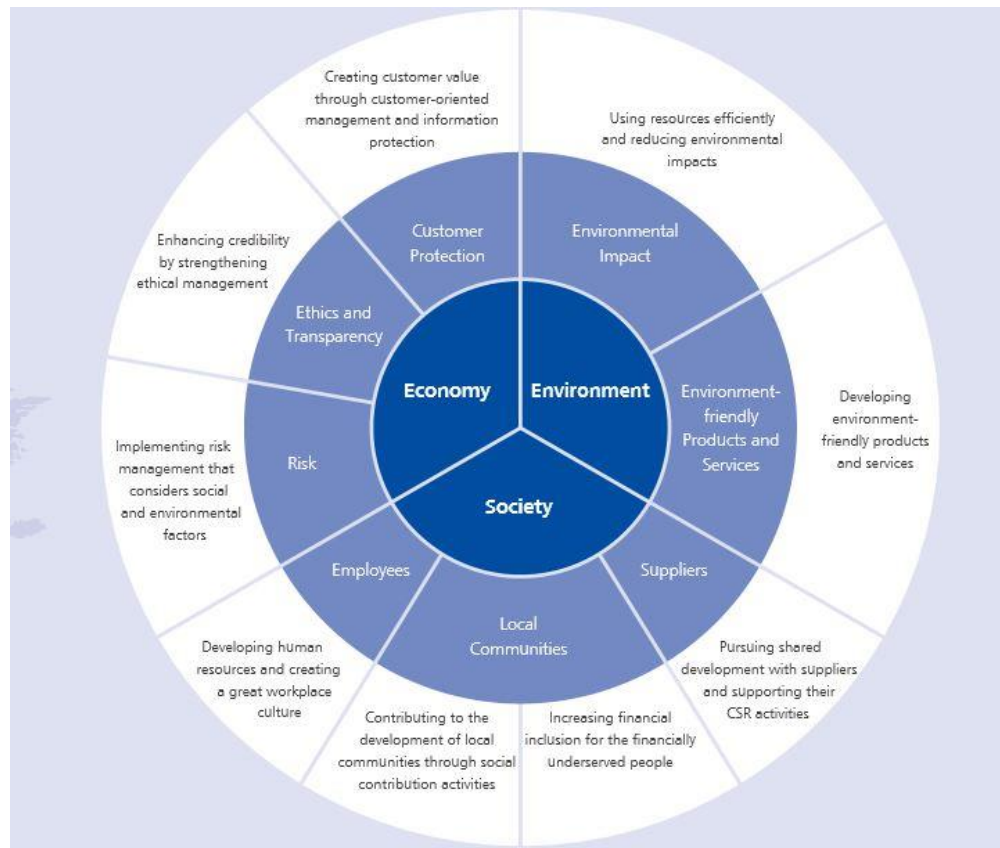 Creating customer value
through customer-oriented
management and information
protection
Using resources efficiently
and reducing environmental
impacts
Customer
Protection
Environmental
Impact
Enhancing credibility
by strengthening
ethical management
Ethics and
Transparency
Economy
Environment
Environment-
friendly
Products and
Services
Developing
environment-
friendly products
and services
Implementing risk
management that
considers social
and environmental
factors
Risk
Society
Employees
Suppliers
Local
Communities
Developing human
resources and creating
a great workplace
culture
Contributing to the
development of local
communities through social
contribution activities
Increasing financial
inclusion for the financially
underserved people
Pursuing shared
development with suppliers
and supporting their
CSR activities